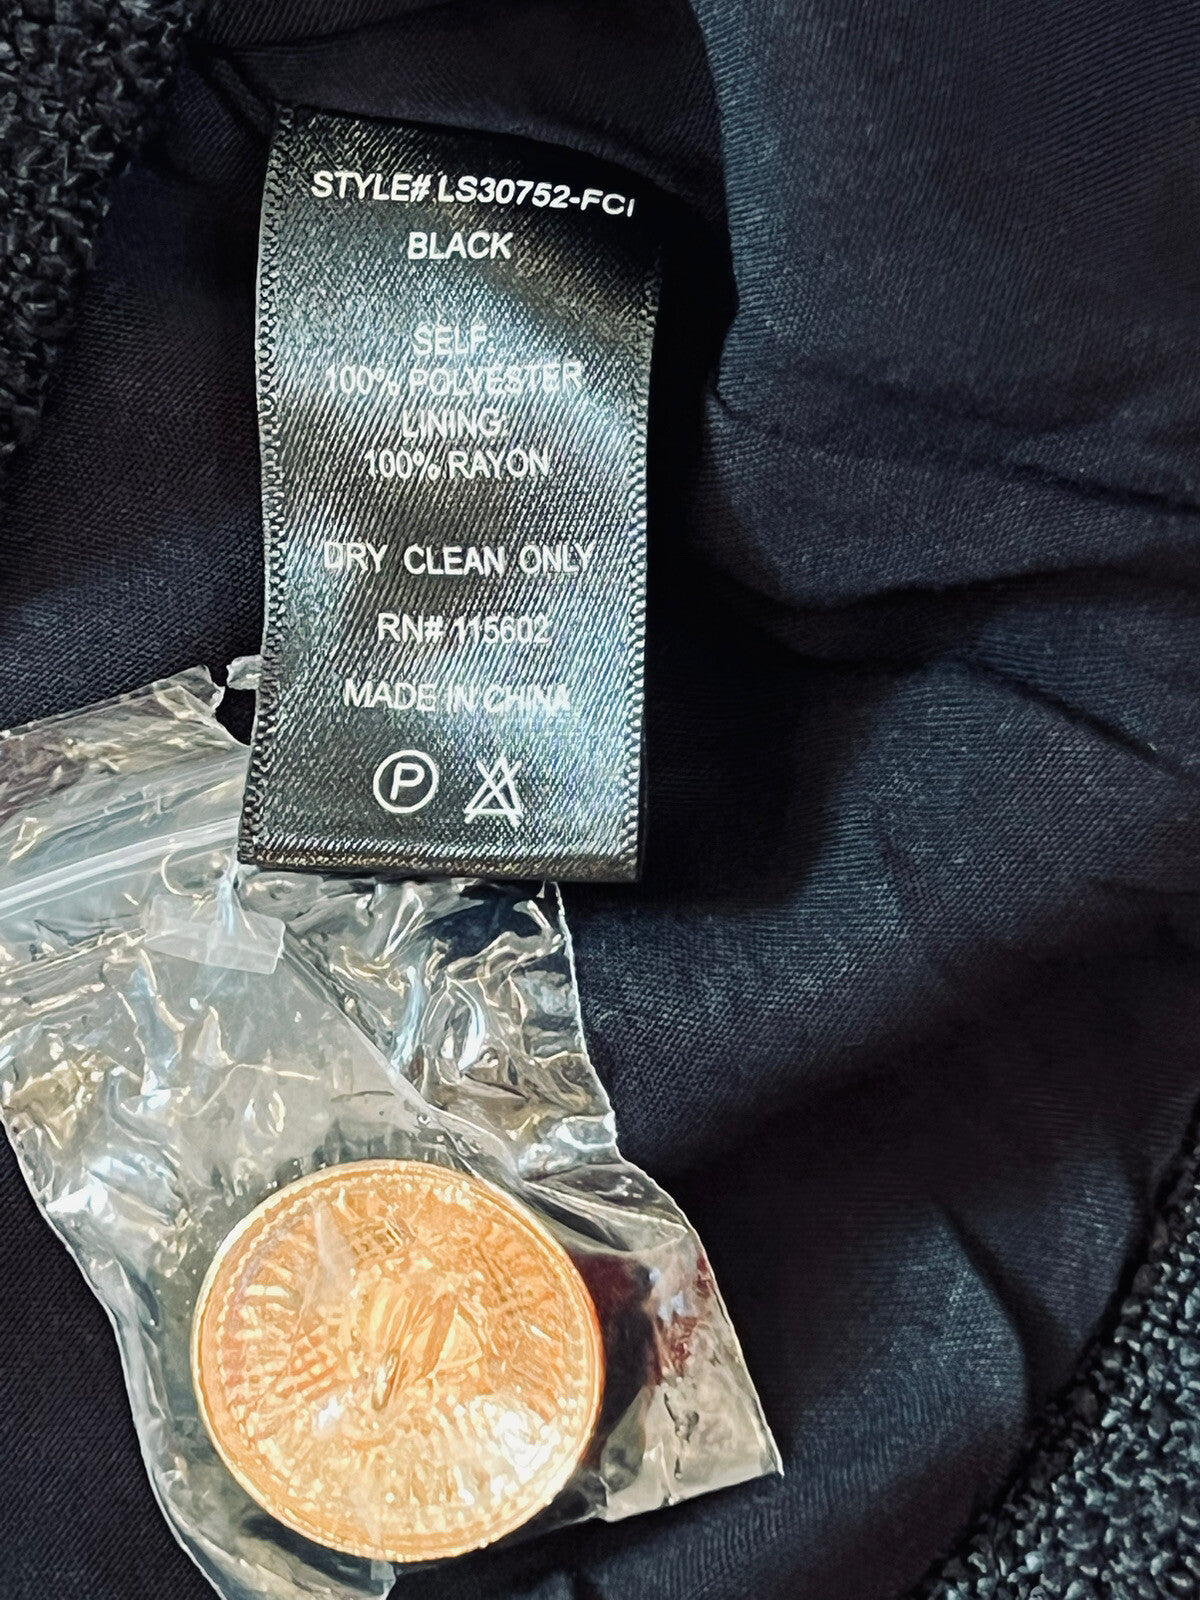 STYLE# LS30752-FCI
BLACK
SELF:
100% POLYESTER
LINING:
100% RAYON
DRY CLEAN ONLY
RN# 115602
MADE IN CHINA
P